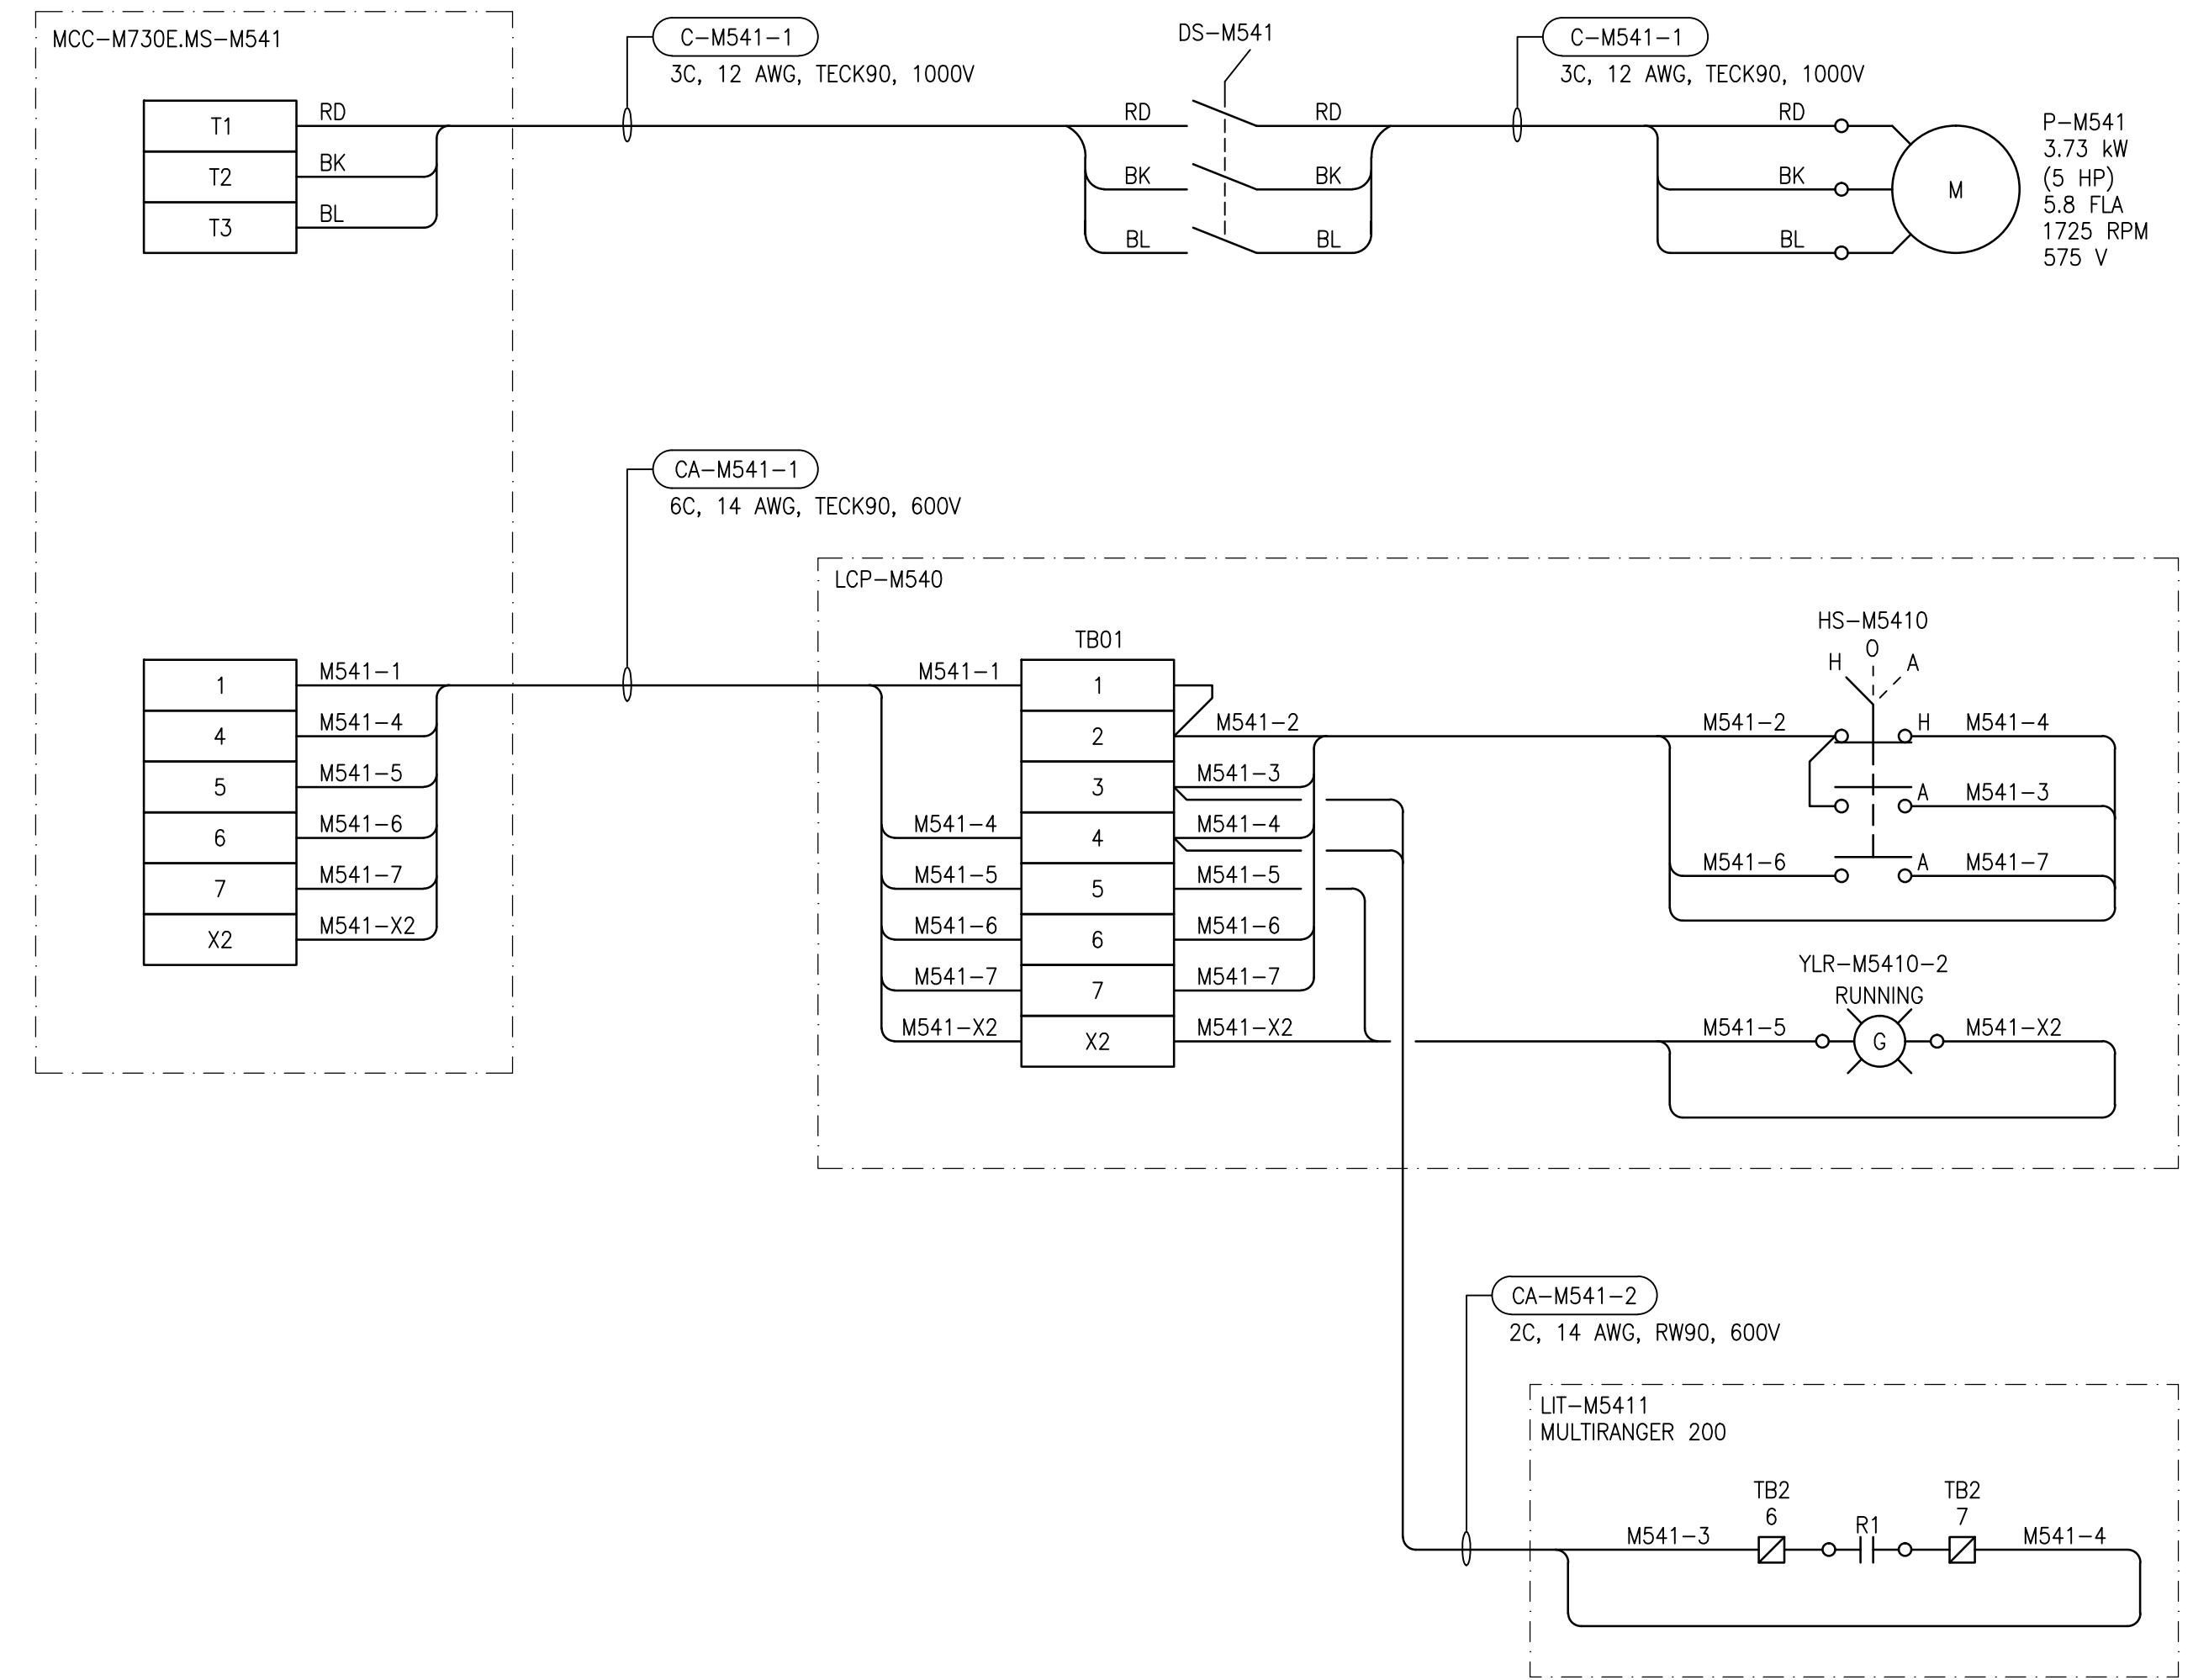 MCC-M730E.MS-M541
C-M541-1
3C, 12 AWG, TECK90, 1000V
DS-M541
C-M541-1
3C, 12 AWG, TECK90, 1000V
T1
RD
RD
RD
RD
T2
BK
BK
BK
BK
T3
BL
BL
BL
BL
M
P-M541
3.73 kW
(5 HP)
5.8 FLA
1725 RPM
575 V
CA-M541-1
6C, 14 AWG, TECK90, 600V
LCP-M540
1
M541-1
4
M541-4
5
M541-5
6
M541-6
7
M541-7
X2
M541-X2
TB01
M541-1
1
2
M541-2
3
M541-3
M541-4
4
M541-4
M541-5
5
M541-5
M541-6
6
M541-6
M541-7
7
M541-7
M541-X2
X2
M541-X2
HS-M5410
O
H
A
M541-2
H
M541-4
A
M541-3
M541-6
A
M541-7
YLR-M5410-2
RUNNING
M541-5
G
M541-X2
CA-M541-2
2C, 14 AWG, RW90, 600V
LIT-M5411
MULTIRANGER 200
TB2
6
R1
TB2
7
M541-3
M541-4